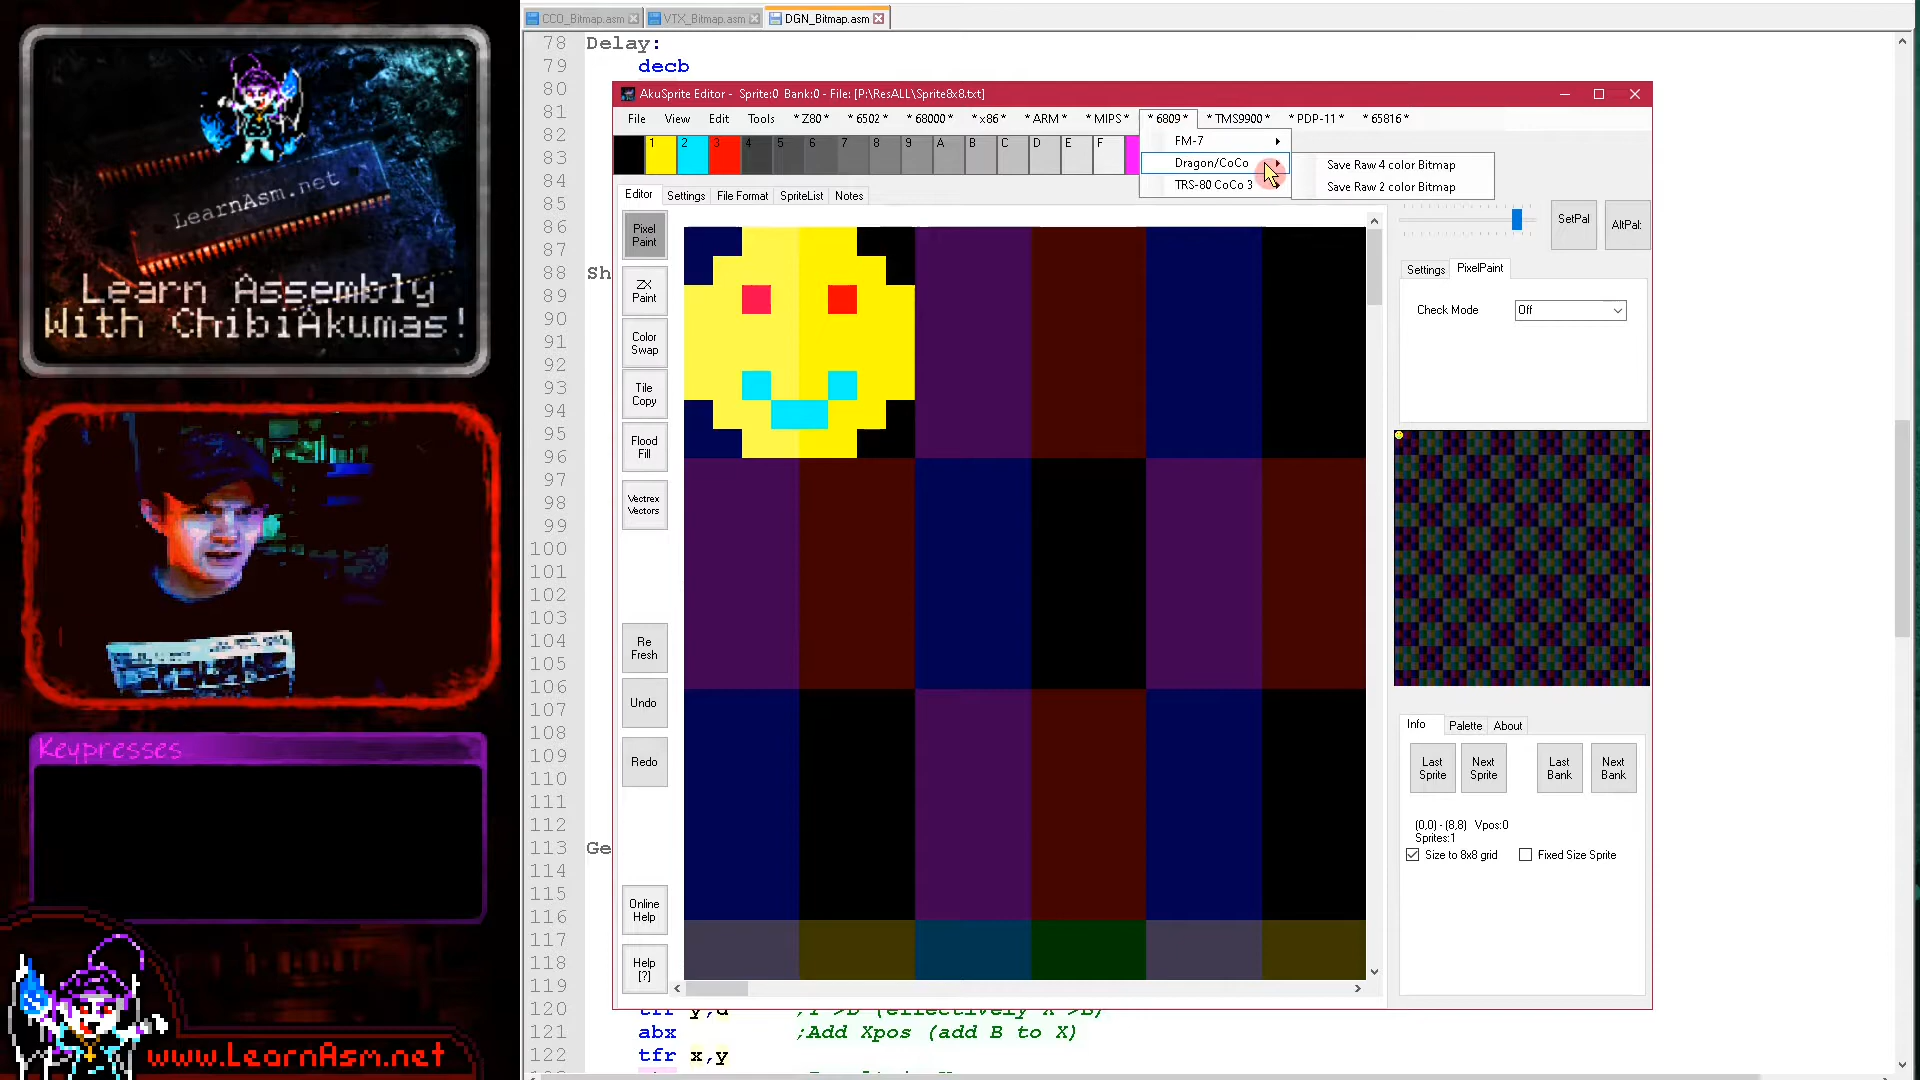 LearnAsm.net
Learn Assembly
With ChibiAkumas!
Keypresses
www.LearnAsm.net
CCO_Bitmap.asm
VTX_Bitmap.asm
DGN_Bitmap.asm
78 Delay:
79 decb
80
81
82
83
84
85
86
87
88 Sh
89
90
91
92
93
94
95
96
97
98
99
100
101
102
103
104
105
106
107
108
109
110
111
112
113 Ge
114
115
116
117
118
119
120
121 abx ;Add Xpos (add B to X)
122 tfr x,y
AkuSprite Editor - Sprite:0 Bank:0 - File: [P:\ResALL\Sprite8x8.txt]
File View Edit Tools * Z80 * * 6502 * * 68000 * * x86 * * ARM * * MIPS * * 6809 * * TMS9900 * * PDP-11 * * 65816 *
1 2 3 4 5 6 7 8 9 A B C D E F
FM-7
Dragon/CoCo
TRS-80 CoCo 3
Save Raw 4 color Bitmap
Save Raw 2 color Bitmap
Editor Settings File Format SpriteList Notes
Pixel
Paint
ZX
Paint
Color
Swap
Tile
Copy
Flood
Fill
Vectrex
Vectors
Re
Fresh
Undo
Redo
Online
Help
Help
[?]
SetPal
AltPal:
Settings PixelPaint
Check Mode Off
Info Palette About
Last
Sprite
Next
Sprite
Last
Bank
Next
Bank
(0,0) - (8,8) Vpos:0
Sprites:1
Size to 8x8 grid
Fixed Size Sprite